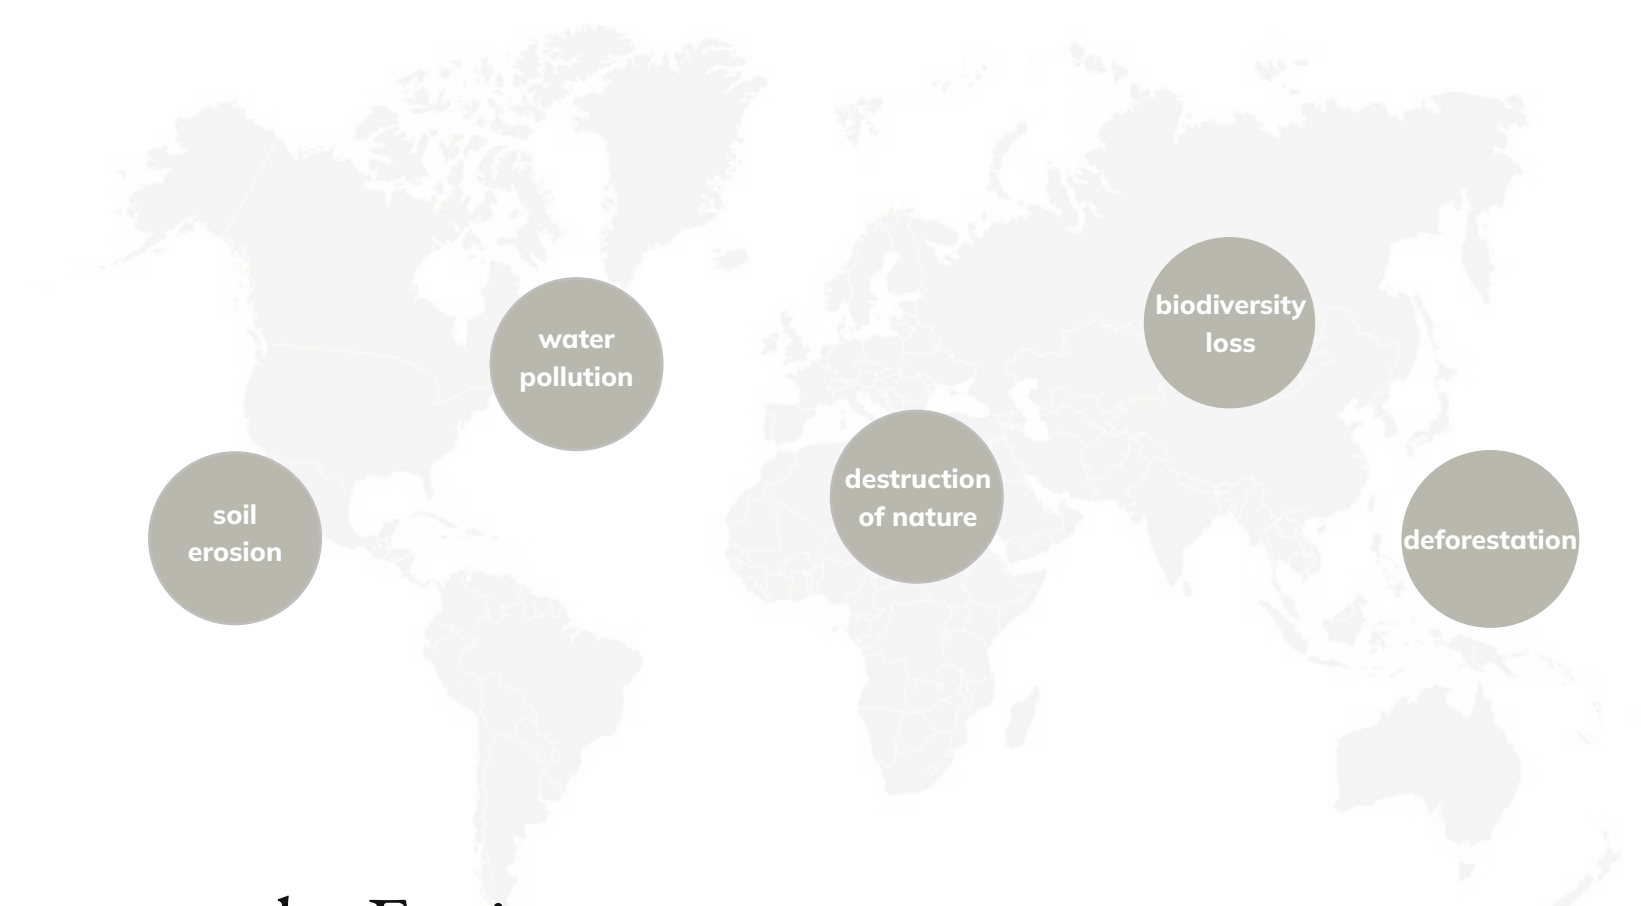 water
pollution
biodiversity
loss
destruction
of nature
soil
erosion
deforestation